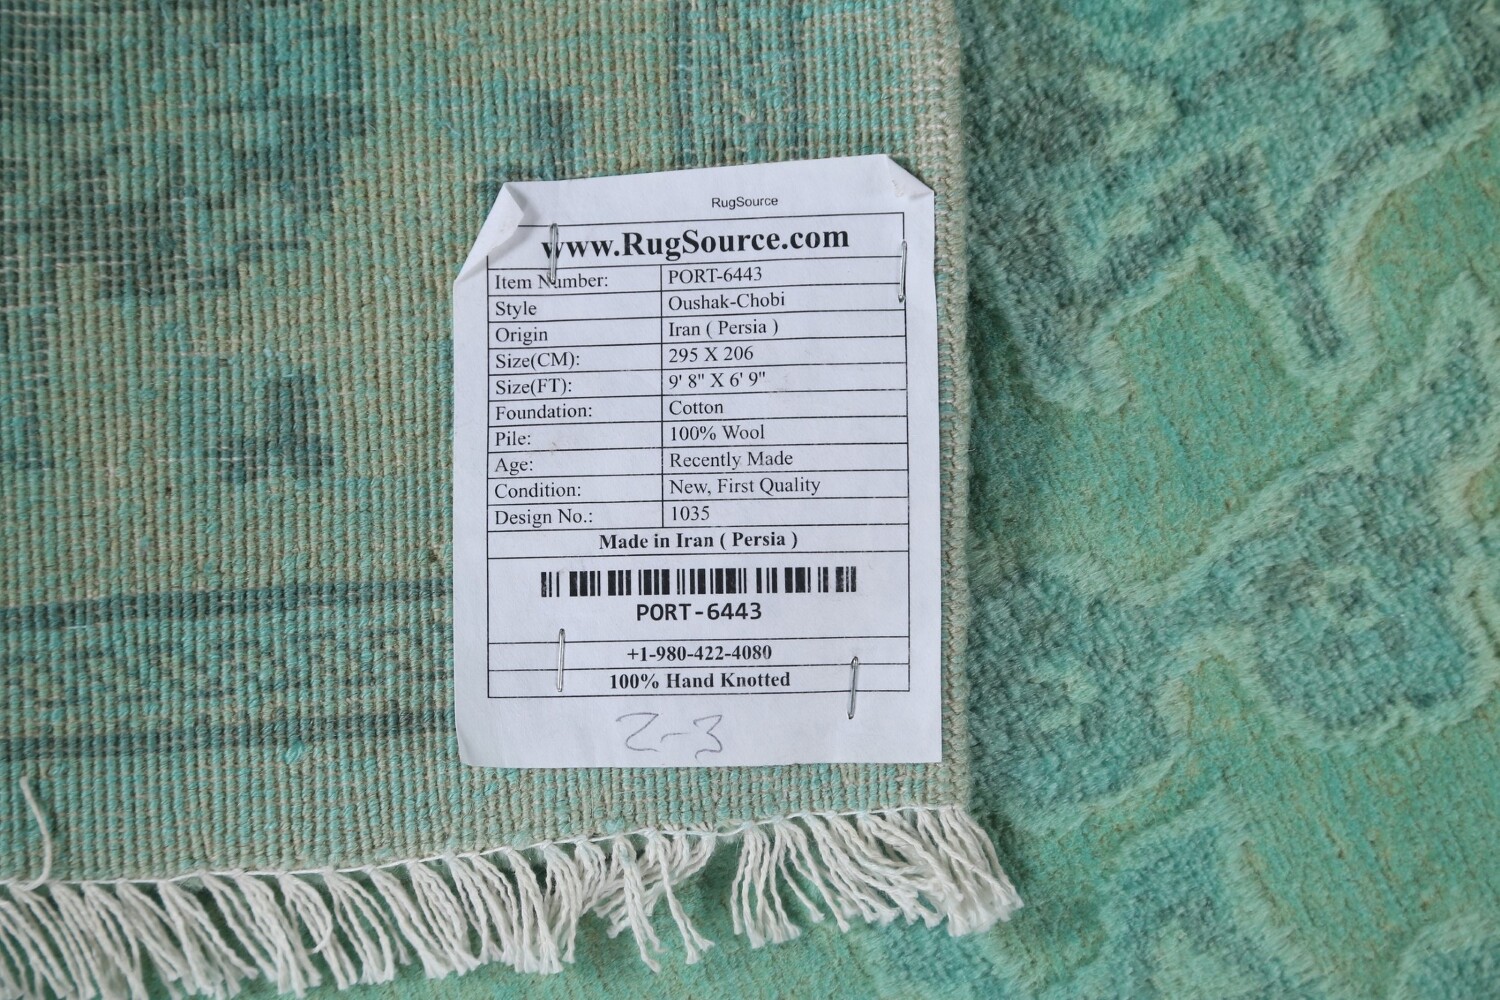 RugSource
www.RugSource.com
Item Number: PORT-6443
Style Oushak-Chobi
Origin Iran ( Persia )
Size(CM): 295 X 206
Size(FT): 9' 8" X 6' 9"
Foundation: Cotton
Pile: 100% Wool
Age: Recently Made
Condition: New, First Quality
Design No.: 1035
Made in Iran ( Persia )
PORT-6443
+1-980-422-4080
100% Hand Knotted
2-3